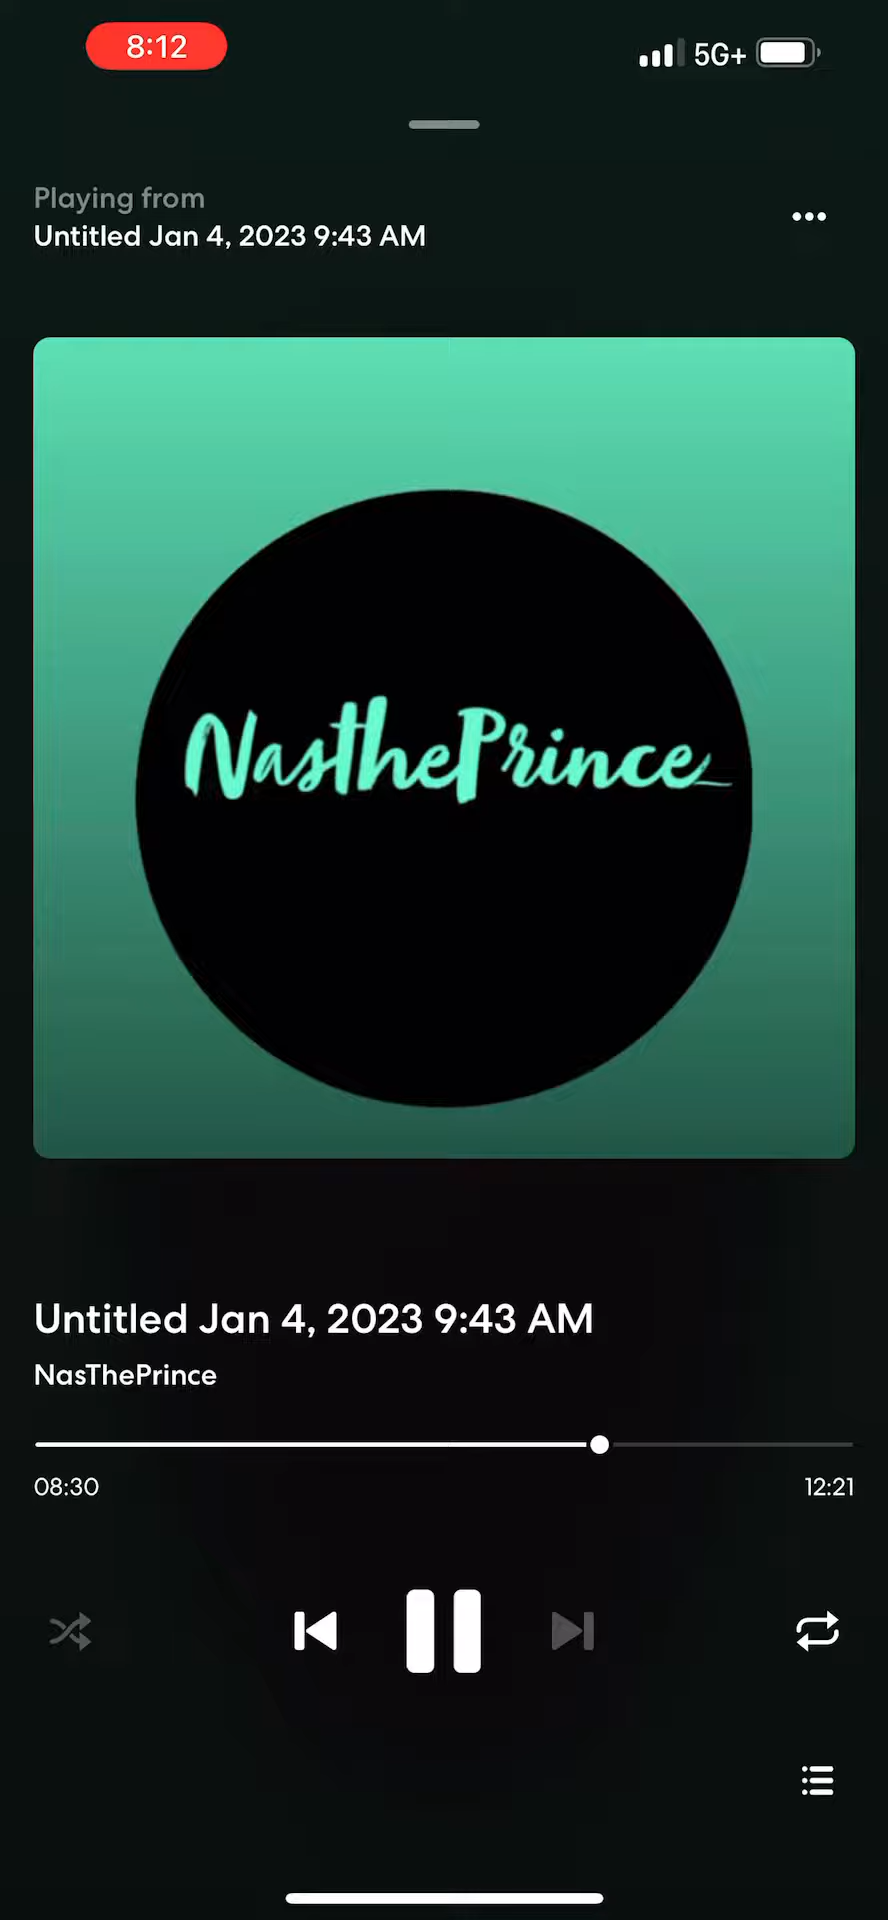 8:12
5G+
Playing from
Untitled Jan 4, 2023 9:43 AM
NasthePrince
Untitled Jan 4, 2023 9:43 AM
NasThePrince
08:30
12:21